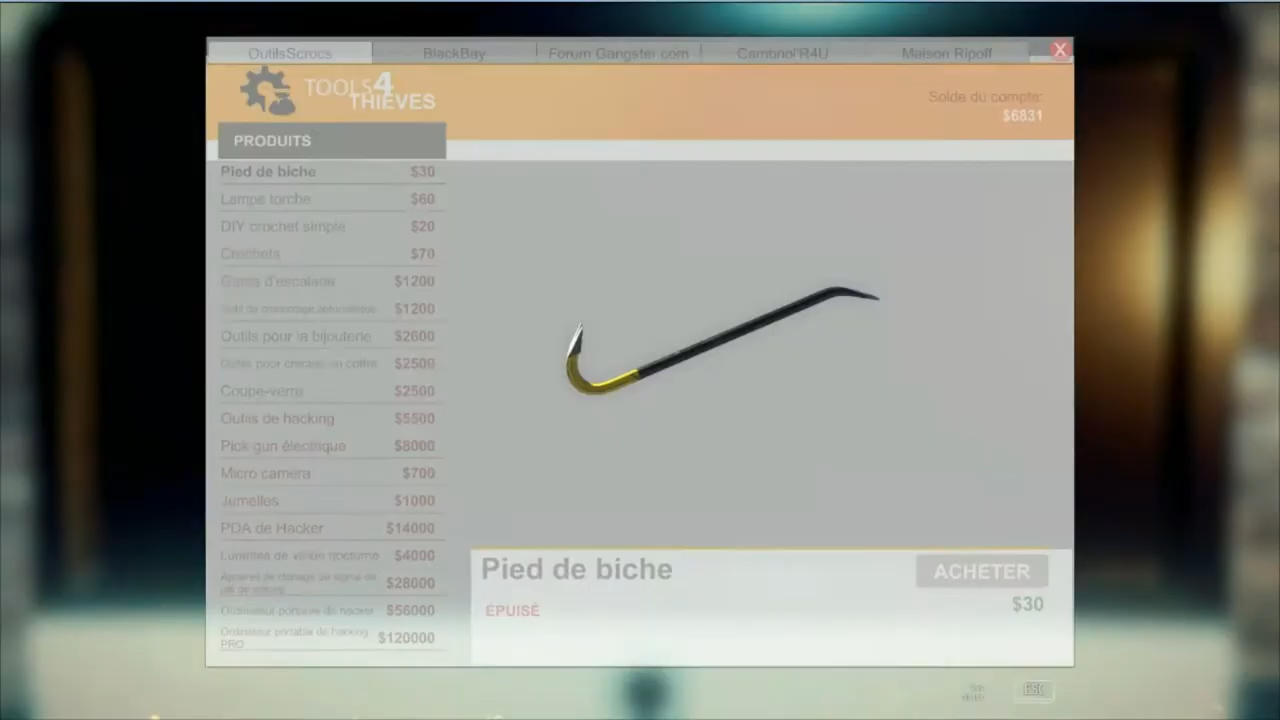 OutilsScrocs BlackBay Forum Gangster.com Cambriol'R4U Maison Ripoff X
TOOLS 4
THIEVES
Solde du compte:
$6831
PRODUITS
Pied de biche $30
Lampe torche $60
DIY crochet simple $20
Crochets $70
Gants d'escalade $1200
$1200
Outils pour la bijouterie $2600
Outils pour crocheter un coffre $2500
Coupe-verre $2500
Outils de hacking $5500
Pick gun électrique $8000
Micro caméra $700
Jumelles $1000
PDA de Hacker $14000
Lunettes de vision nocturne $4000
$28000
Ordinateur portable de hacker $56000
Ordinateur portable de hacking
PRO $120000
Pied de biche
ACHETER
ÉPUISÉ
$30
ESC